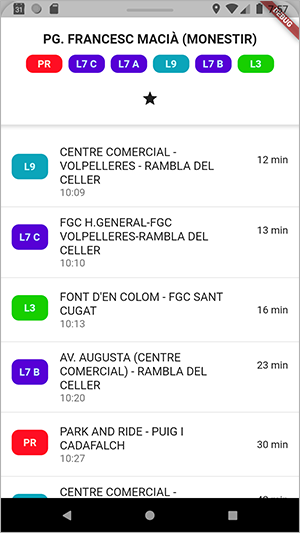 31
DEBUG
PG. FRANCESC MACIÀ (MONESTIR)
PR L7 C L7 A L9 L7 B L3
L9
CENTRE COMERCIAL -
VOLPELLERES - RAMBLA DEL
CELLER
10:09
12 min
L7 C
FGC H.GENERAL-FGC
VOLPELLERES-RAMBLA DEL
CELLER
10:10
13 min
L3
FONT D'EN COLOM - FGC SANT
CUGAT
10:13
16 min
L7 B
AV. AUGUSTA (CENTRE
COMERCIAL) - RAMBLA DEL
CELLER
10:20
23 min
PR
PARK AND RIDE - PUIG I
CADAFALCH
10:27
30 min
CENTRE COMERCIAL -